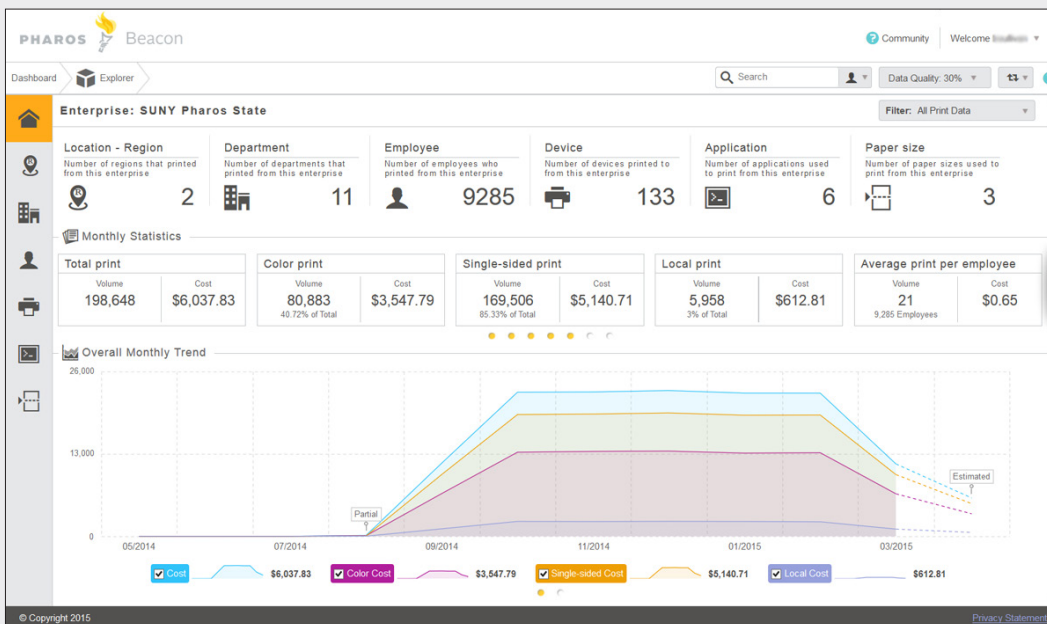 PHAROS Beacon
Community
Welcome
Dashboard
Explorer
Search
Data Quality: 30%
Enterprise: SUNY Pharos State
Filter: All Print Data
Location - Region
Number of regions that printed
from this enterprise
2
Department
Number of departments that
printed from this enterprise
11
Employee
Number of employees who
printed from this enterprise
9285
Device
Number of devices printed to
from this enterprise
133
Application
Number of applications used
to print from this enterprise
6
Paper size
Number of paper sizes used to
print from this enterprise
3
Monthly Statistics
Total print
Volume Cost
198,648 $6,037.83
Color print
Volume Cost
80,883 $3,547.79
40.72% of Total
Single-sided print
Volume Cost
169,506 $5,140.71
85.33% of Total
Local print
Volume Cost
5,958 $612.81
3% of Total
Average print per employee
Volume Cost
21 $0.65
9,285 Employees
Overall Monthly Trend
26,000
13,000
0
Partial
Estimated
05/2014 07/2014 09/2014 11/2014 01/2015 03/2015
Cost $6,037.83 Color Cost $3,547.79 Single-sided Cost $5,140.71 Local Cost $612.81
© Copyright 2015
Privacy Statement